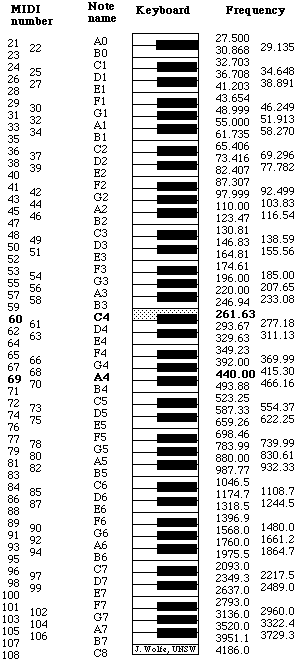 MIDI number Note name Keyboard Frequency
21 A0 27.500
22 29.135
23 B0 30.868
24 C1 32.703
25 34.648
26 D1 36.708
27 38.891
28 E1 41.203
29 F1 43.654
30 46.249
31 G1 48.999
32 51.913
33 A1 55.000
34 58.270
35 B1 61.735
36 C2 65.406
37 69.296
38 D2 73.416
39 77.782
40 E2 82.407
41 F2 87.307
42 92.499
43 G2 97.999
44 103.83
45 A2 110.00
46 116.54
47 B2 123.47
48 C3 130.81
49 138.59
50 D3 146.83
51 155.56
52 E3 164.81
53 F3 174.61
54 185.00
55 G3 196.00
56 207.65
57 A3 220.00
58 233.08
59 B3 246.94
60 C4 261.63
61 277.18
62 D4 293.67
63 311.13
64 E4 329.63
65 F4 349.23
66 369.99
67 G4 392.00
68 415.30
69 A4 440.00
70 466.16
71 B4 493.88
72 C5 523.25
73 554.37
74 D5 587.33
75 622.25
76 E5 659.26
77 F5 698.46
78 739.99
79 G5 783.99
80 830.61
81 A5 880.00
82 932.33
83 B5 987.77
84 C6 1046.5
85 1108.7
86 D6 1174.7
87 1244.5
88 E6 1318.5
89 F6 1396.9
90 1480.0
91 G6 1568.0
92 1661.2
93 A6 1760.0
94 1864.7
95 B6 1975.5
96 C7 2093.0
97 2217.5
98 D7 2349.3
99 2489.0
100 E7 2637.0
101 F7 2793.0
102 2960.0
103 G7 3136.0
104 3322.4
105 A7 3520.0
106 3729.3
107 B7 3951.1
108 C8 J. Wolfe, UNSW 4186.0